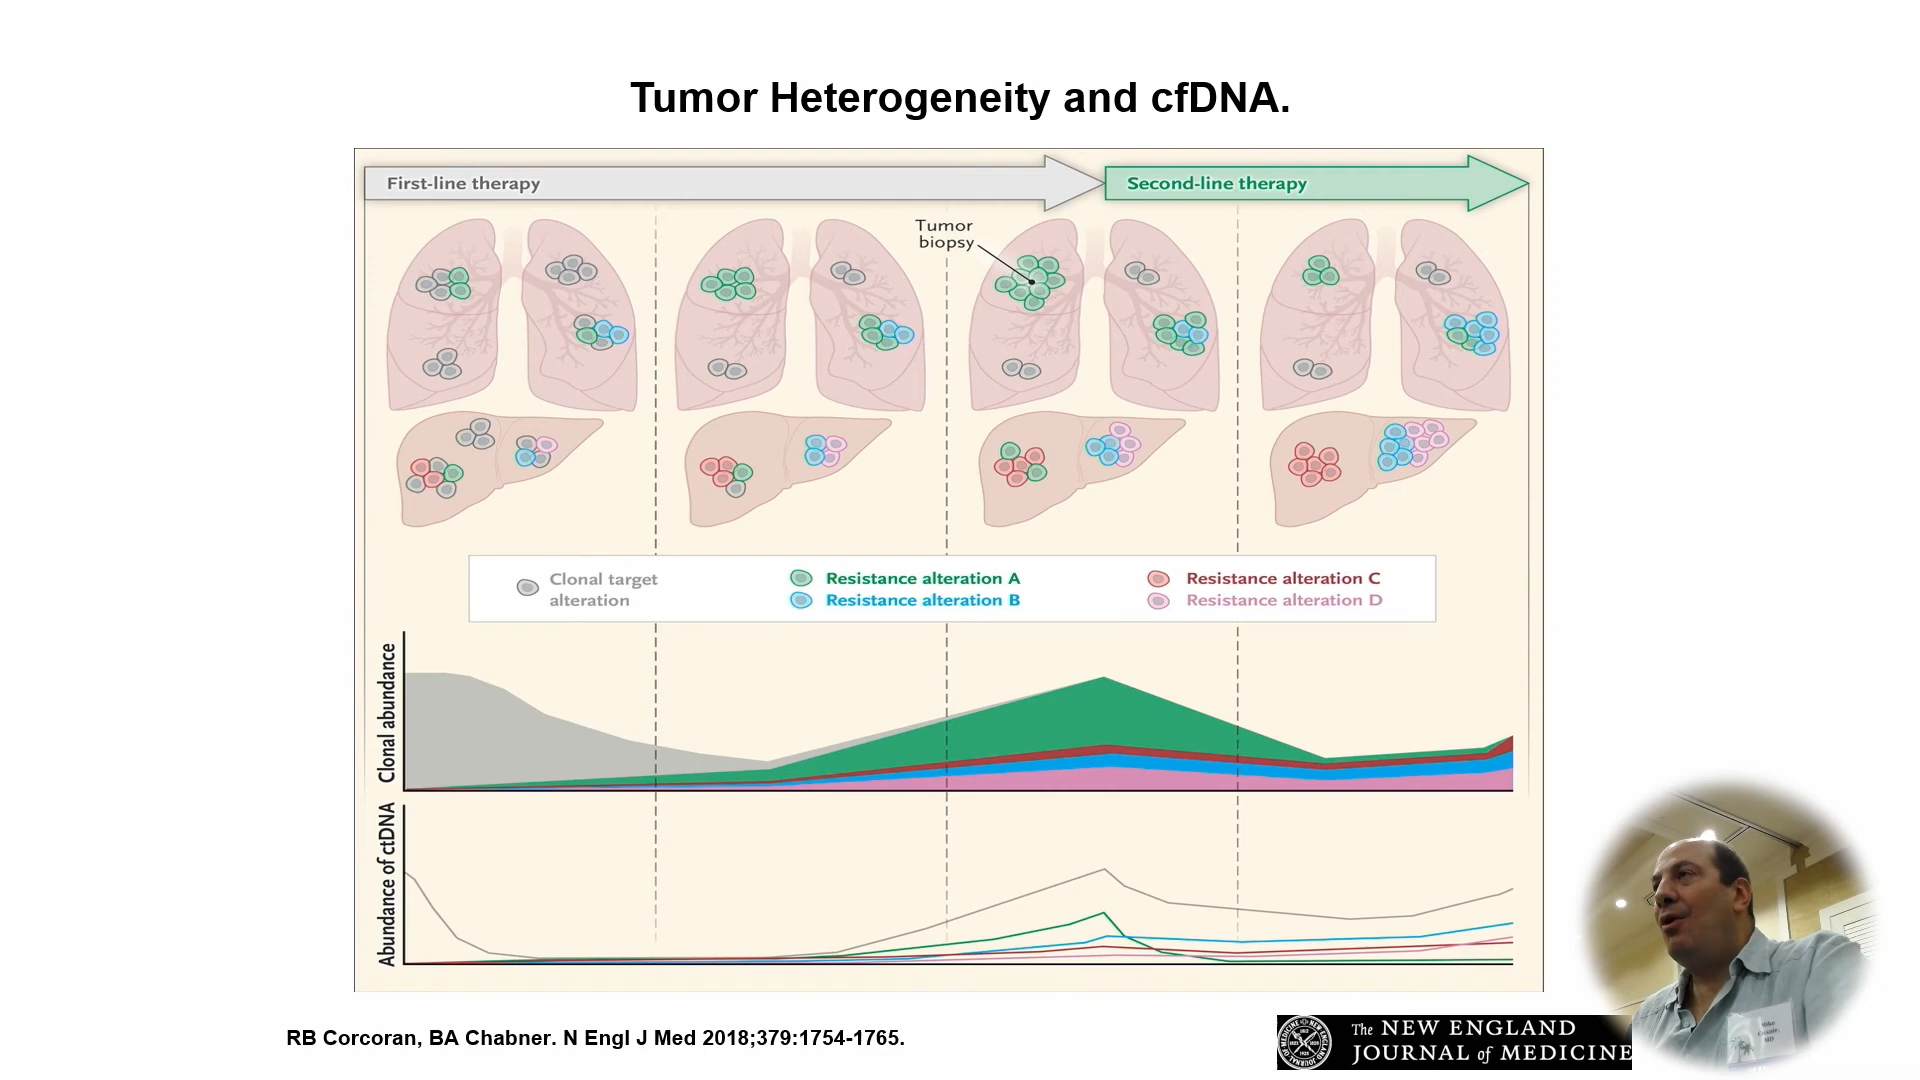 Tumor Heterogeneity and cfDNA.
First-line therapy
Second-line therapy
Tumor
biopsy
Clonal target
alteration
Resistance alteration A
Resistance alteration B
Resistance alteration C
Resistance alteration D
Clonal abundance
Abundance of ctDNA
RB Corcoran, BA Chabner. N Engl J Med 2018;379:1754-1765.
The NEW ENGLAND
JOURNAL of MEDICINE
MD